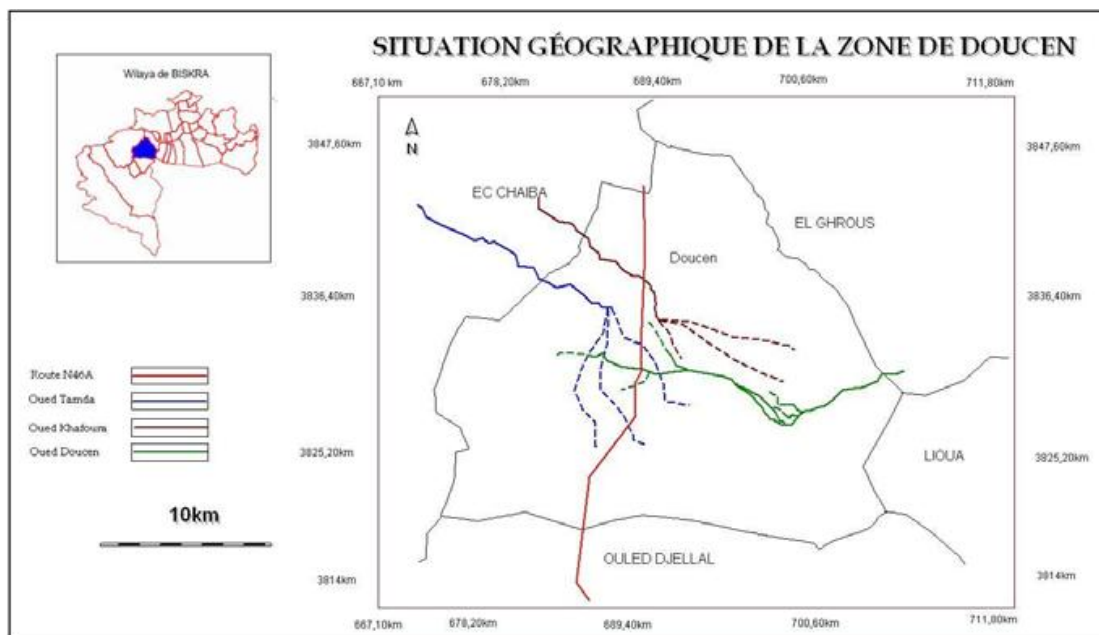 SITUATION GÉOGRAPHIQUE DE LA ZONE DE DOUCEN
Wilaya de BISKRA
667,10 km 678,20km 689,40km 700,60km 711,80km
N
3847,60km 3847,60km
EC CHAIBA
EL GHROUS
Doucen
3836,40km 3836,40km
Route N46A
Oued Tamda
Oued Khafoura
Oued Doucen
3825,20km LIOUA 3825,20km
10km
OULED DJELLAL
3814km 3814km
667,10km 678,20km 689,40km 700,60km 711,80km